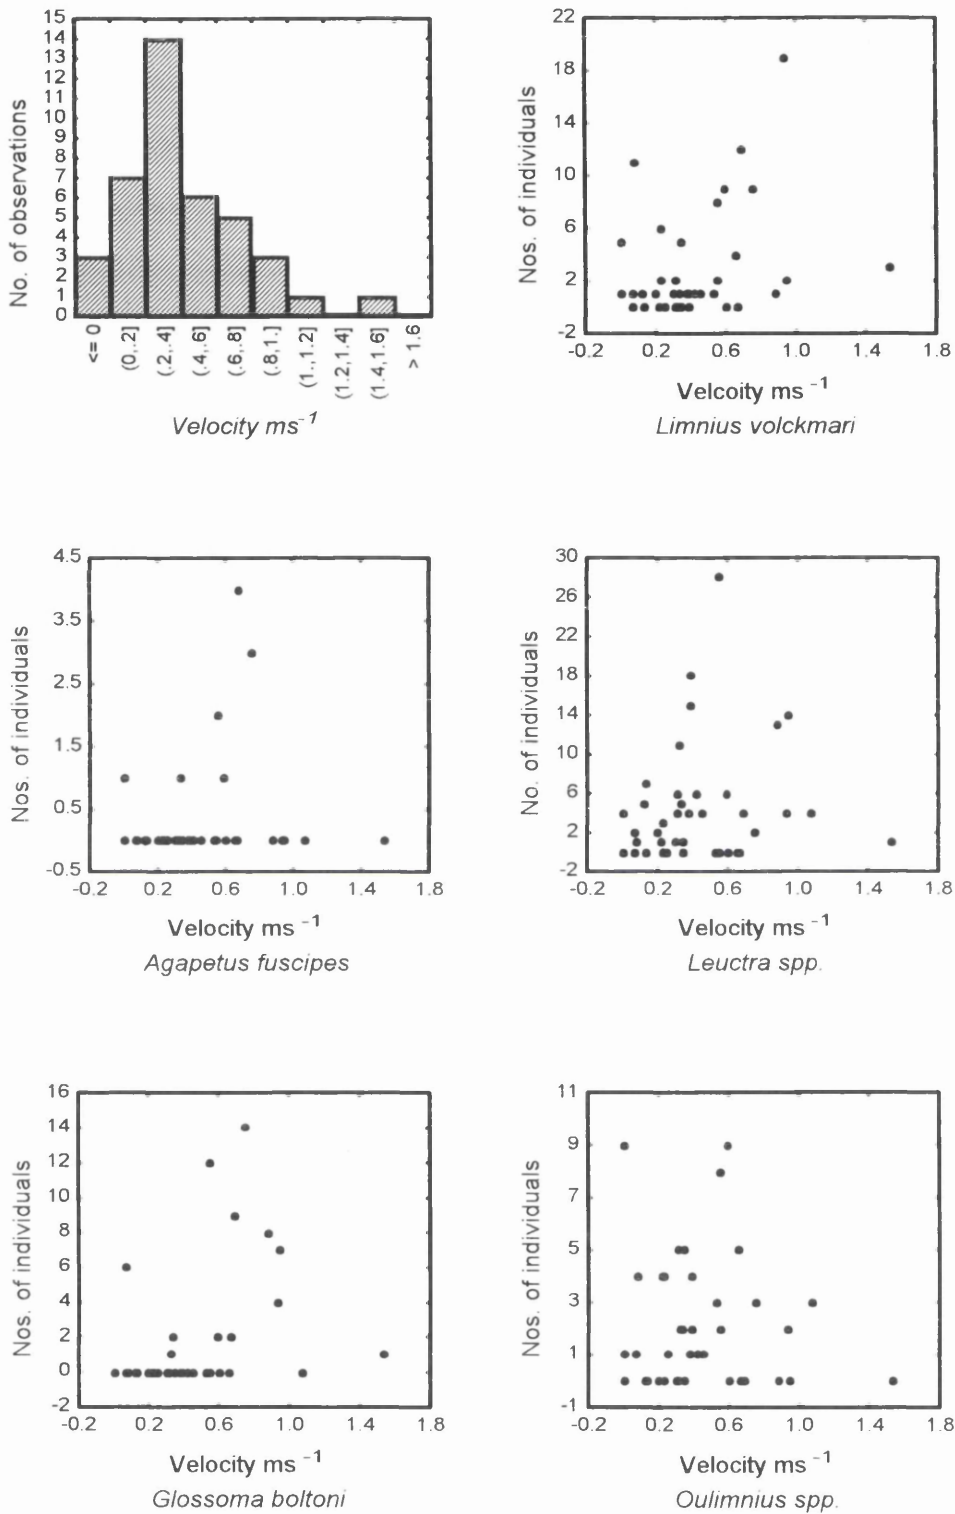 15
14
13
12
11
10
9
8
7
6
5
4
3
2
1
0
No. of observations
<= 0
(0,.2]
(.2,.4]
(.4,.6]
(.6,.8]
(.8,1.]
(1.,1.2]
(1.2,1.4]
(1.4,1.6]
> 1.6
Velocity ms-1
22
18
14
10
6
2
-2
Nos. of individuals
-0.2 0.2 0.6 1.0 1.4 1.8
Velcoity ms -1
Limnius volckmari
4.5
3.5
2.5
1.5
0.5
-0.5
Nos. of individuals
-0.2 0.2 0.6 1.0 1.4 1.8
Velocity ms -1
Agapetus fuscipes
30
26
22
18
14
10
6
2
-2
No. of individuals
-0.2 0.2 0.6 1.0 1.4 1.8
Velocity ms -1
Leuctra spp.
16
14
12
10
8
6
4
2
0
-2
Nos. of individuals
-0.2 0.2 0.6 1.0 1.4 1.8
Velocity ms -1
Glossoma boltoni
11
9
7
5
3
1
-1
Nos. of individuals
-0.2 0.2 0.6 1.0 1.4 1.8
Velocity ms -1
Oulimnius spp.